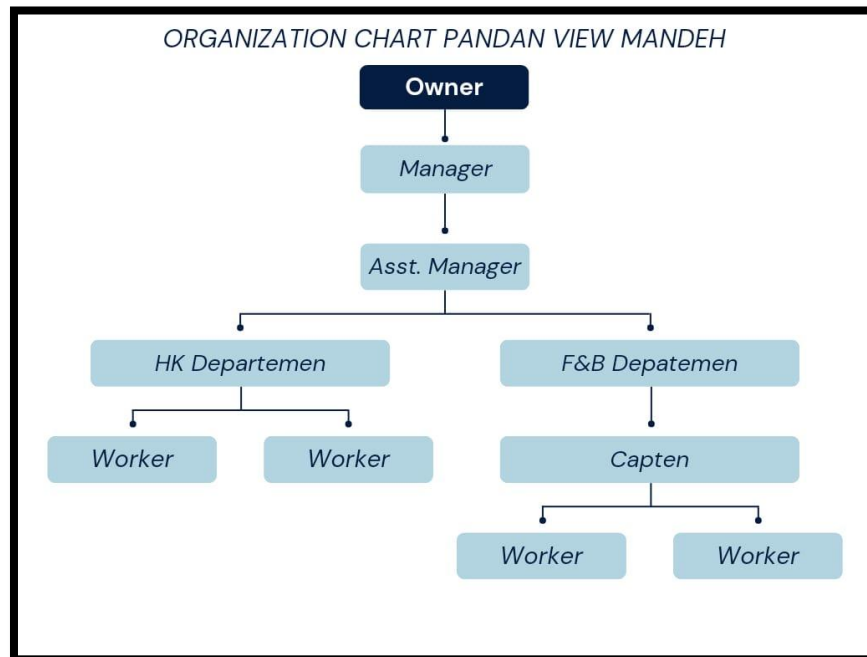 ORGANIZATION CHART PANDAN VIEW MANDEH
Owner
Manager
Asst. Manager
HK Departemen
F&B Depatemen
Worker
Worker
Capten
Worker
Worker